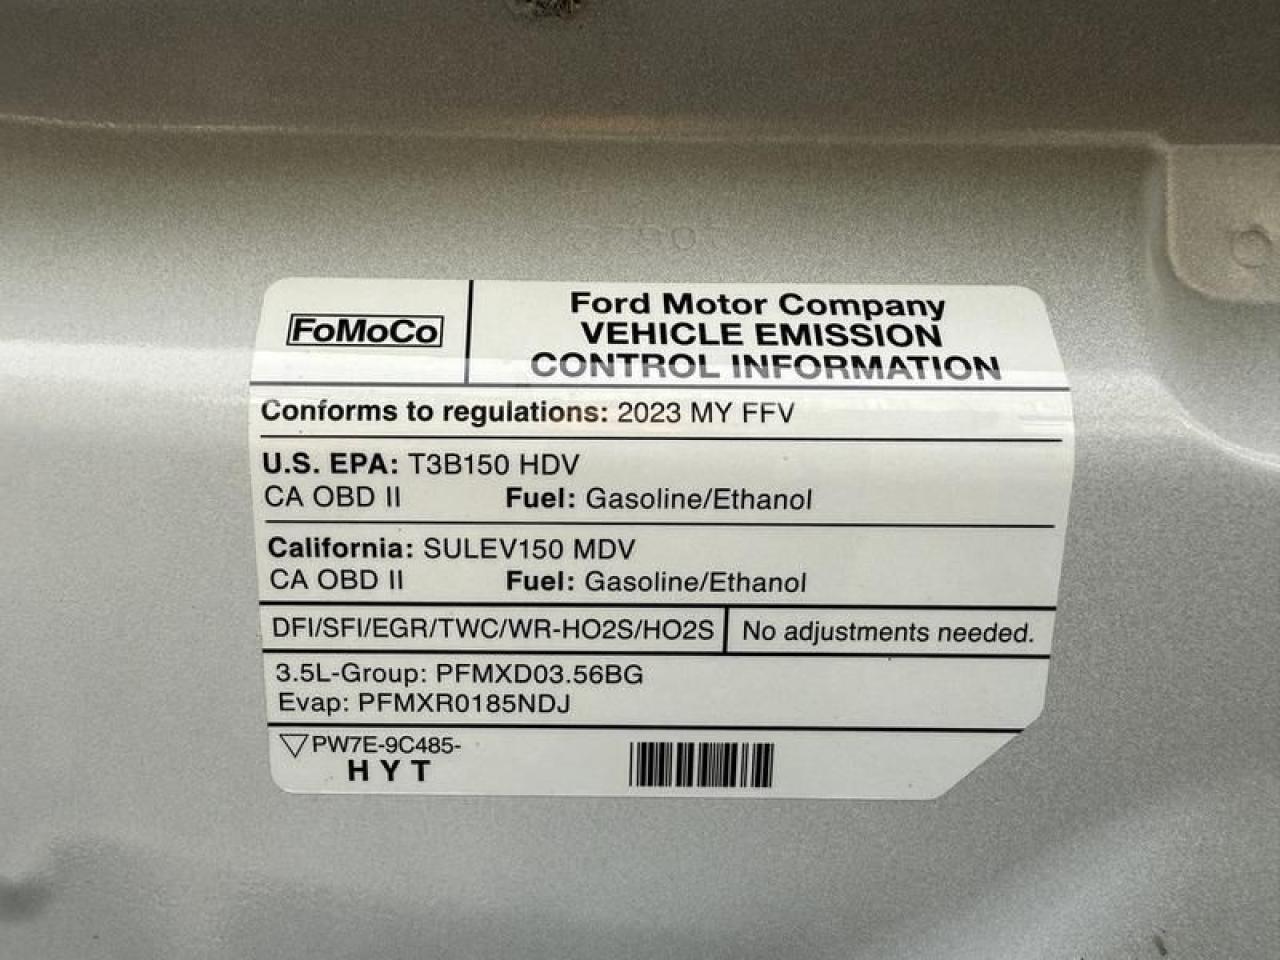 FoMoCo
Ford Motor Company
VEHICLE EMISSION
CONTROL INFORMATION
Conforms to regulations: 2023 MY FFV
U.S. EPA: T3B150 HDV
CA OBD II Fuel: Gasoline/Ethanol
California: SULEV150 MDV
CA OBD II Fuel: Gasoline/Ethanol
DFI/SFI/EGR/TWC/WR-HO2S/HO2S No adjustments needed.
3.5L-Group: PFMXD03.56BG
Evap: PFMXR0185NDJ
PW7E-9C485-
H Y T